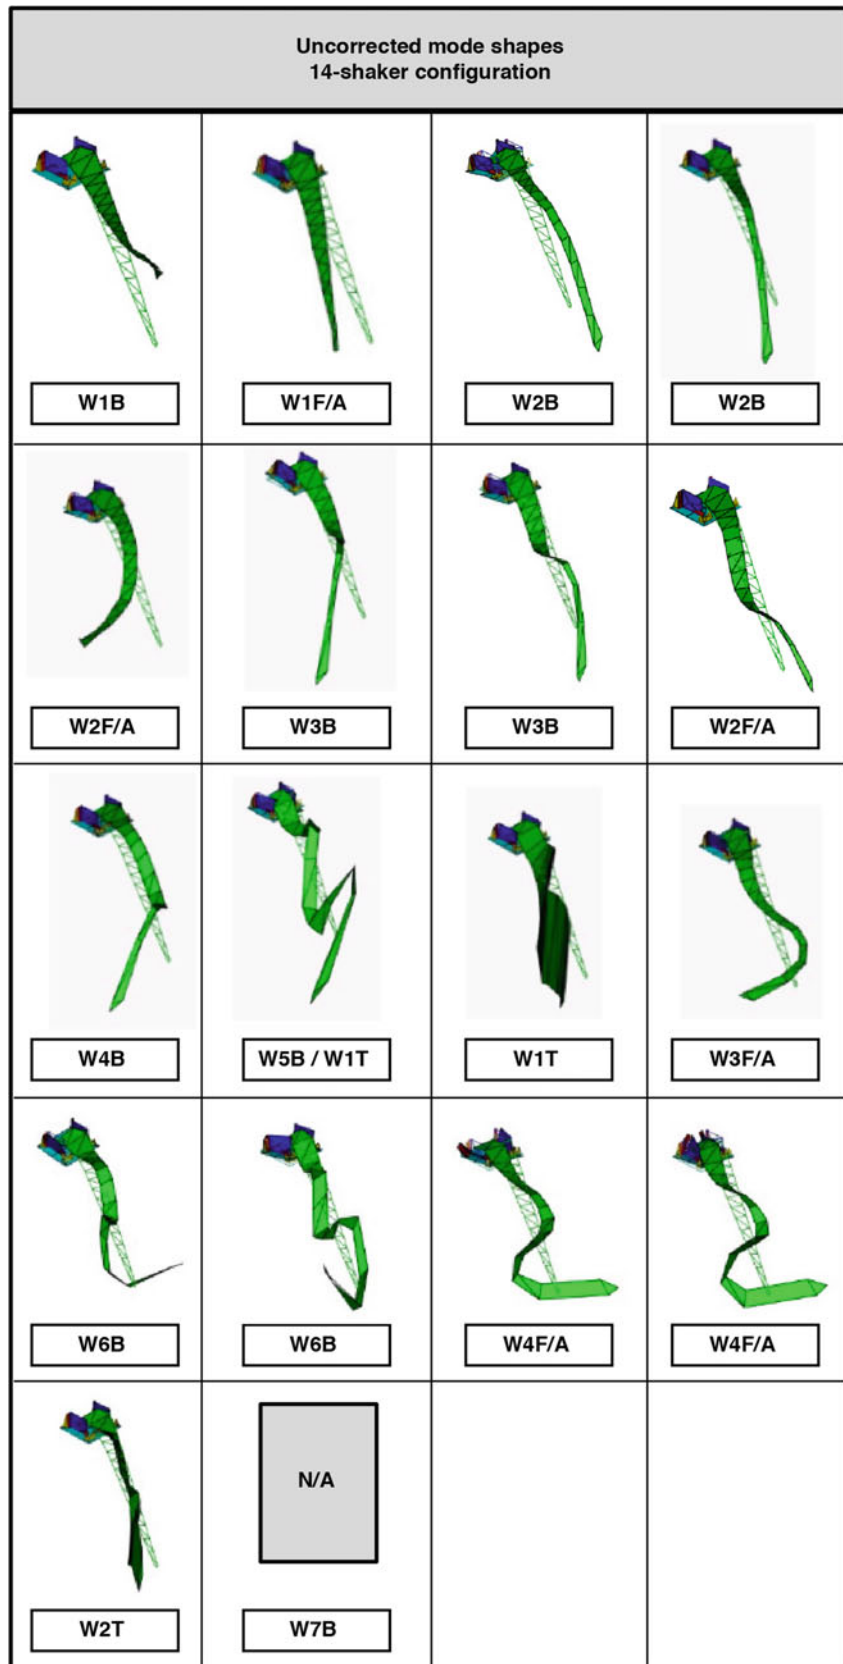 Uncorrected mode shapes
14-shaker configuration
W1B
W1F/A
W2B
W2B
W2F/A
W3B
W3B
W2F/A
W4B
W5B / W1T
W1T
W3F/A
W6B
W6B
W4F/A
W4F/A
N/A
W2T
W7B